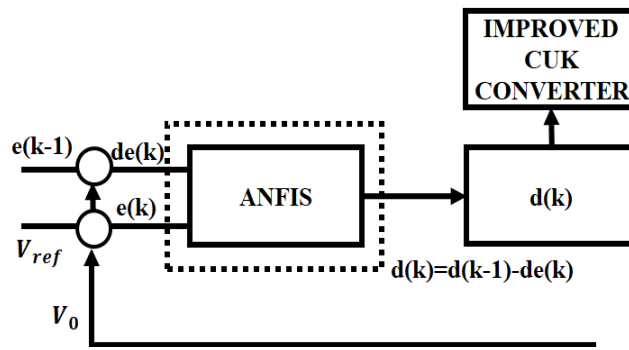 IMPROVED
CUK
CONVERTER
e(k-1)
de(k)
ANFIS
d(k)
e(k)
V_ref
d(k)=d(k-1)-de(k)
V_0